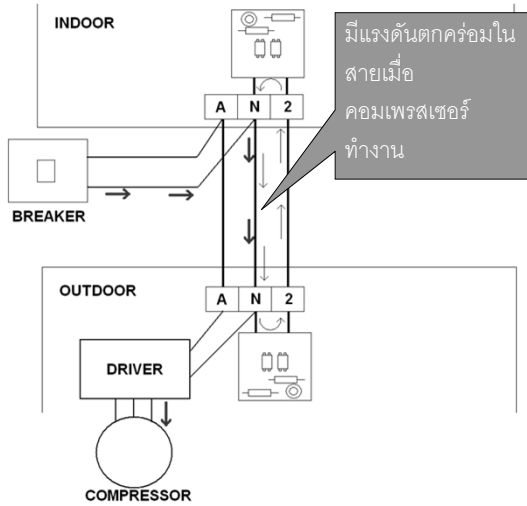 INDOOR
มีแรงดันตกคร่อมใน
สายเมื่อ
คอมเพรสเซอร์
ทำงาน
A N 2
BREAKER
OUTDOOR
A N 2
DRIVER
COMPRESSOR